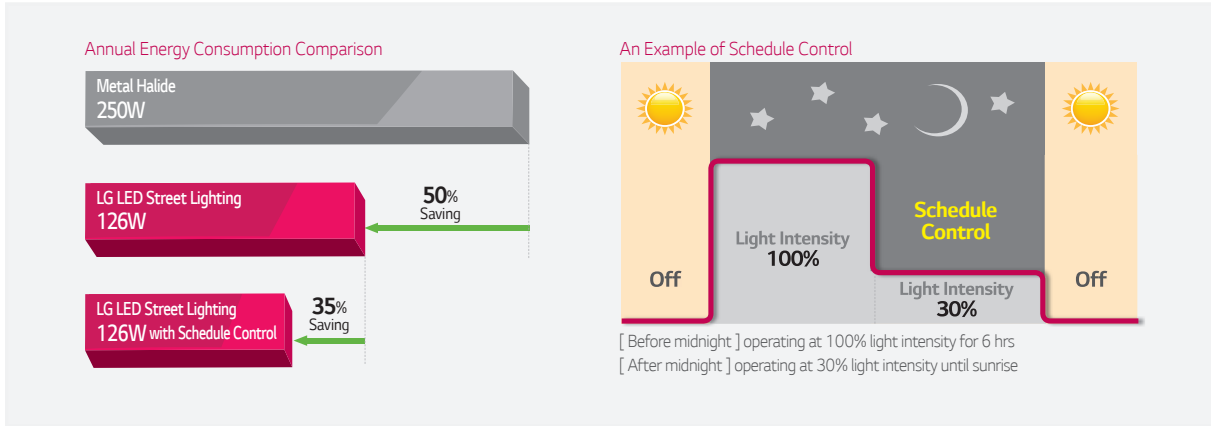 Annual Energy Consumption Comparison
Metal Halide
250W
LG LED Street Lighting
126W
50%
Saving
LG LED Street Lighting
126W with Schedule Control
35%
Saving
An Example of Schedule Control
Off
Light Intensity
100%
Schedule
Control
Light Intensity
30%
Off
[ Before midnight ] operating at 100% light intensity for 6 hrs
[ After midnight ] operating at 30% light intensity until sunrise